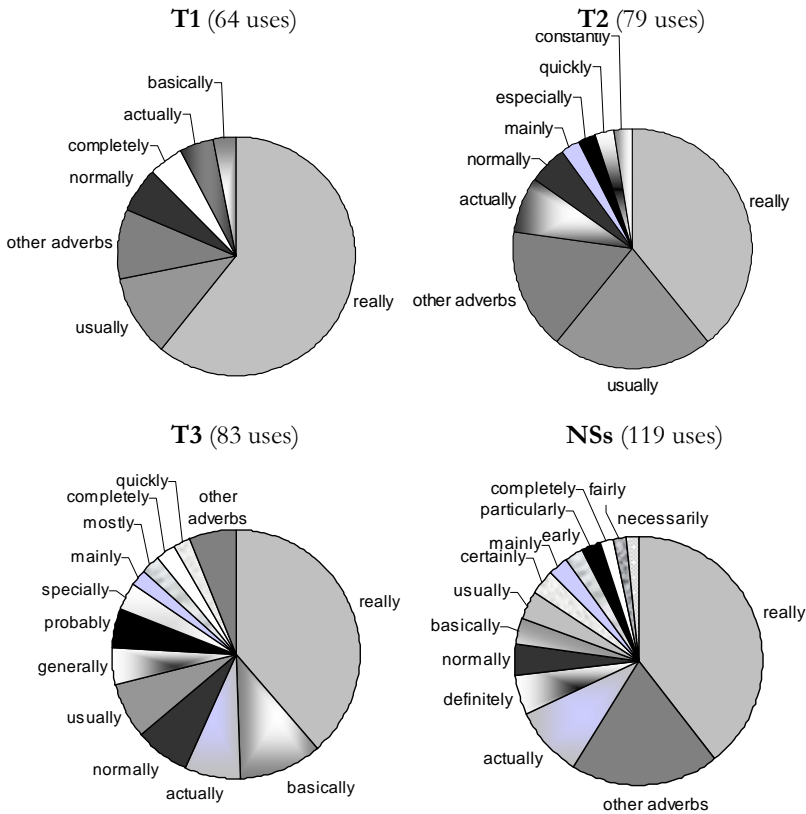 T1 (64 uses)
basically
actually
completely
normally
other adverbs
usually
really
T2 (79 uses)
constantly
quickly
especially
mainly
normally
actually
other adverbs
usually
really
T3 (83 uses)
quickly
completely
mostly
mainly
specially
probably
generally
usually
normally
actually
basically
really
other
adverbs
NSs (119 uses)
completely
fairly
particularly
necessarily
mainly
early
certainly
usually
basically
normally
definitely
actually
other adverbs
really